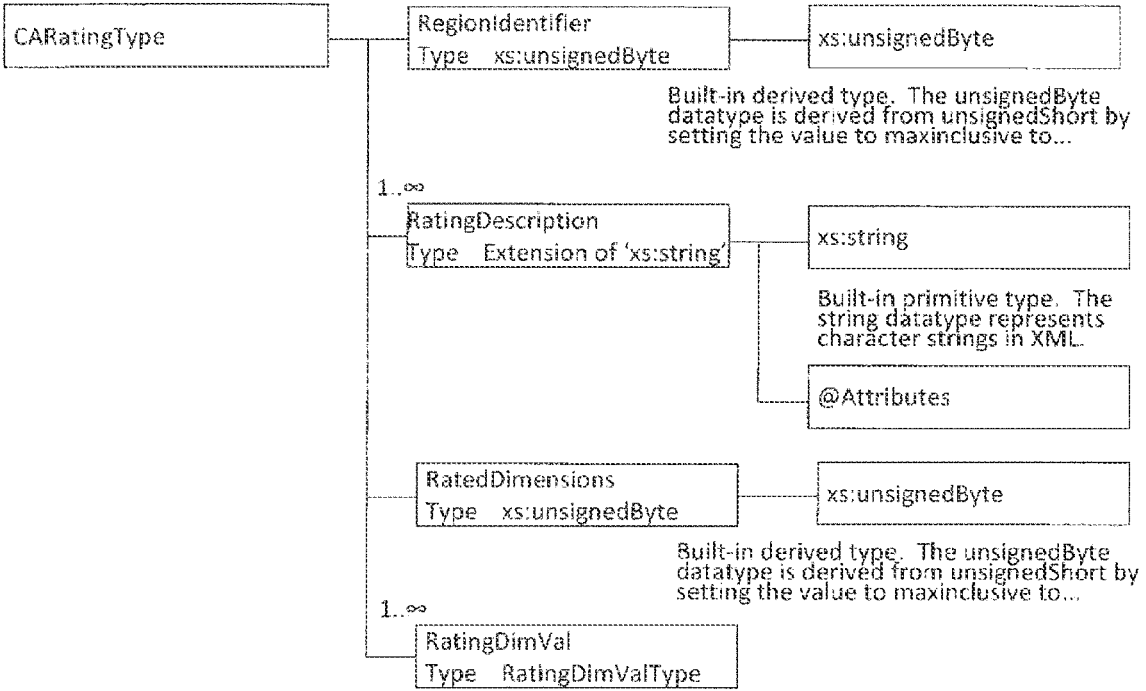 CARatingType
RegionIdentifier
Type xs:unsignedByte
xs:unsignedByte
Built-in derived type. The unsignedByte
datatype is derived from unsignedShort by
setting the value to maxinclusive to...
1..∞
RatingDescription
Type Extension of 'xs:string'
xs:string
Built-in primitive type. The
string datatype represents
character strings in XML.
@Attributes
RatedDimensions
Type xs:unsignedByte
xs:unsignedByte
Built-in derived type. The unsignedByte
datatype is derived from unsignedShort by
setting the value to maxinclusive to...
1..∞
RatingDimVal
Type RatingDimValType